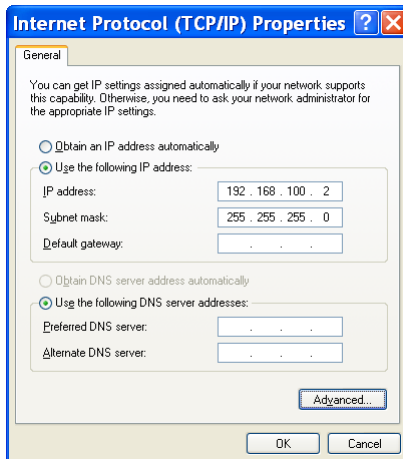 Internet Protocol (TCP/IP) Properties ?
General
You can get IP settings assigned automatically if your network supports
this capability. Otherwise, you need to ask your network administrator for
the appropriate IP settings.
Obtain an IP address automatically
Use the following IP address:
IP address: 192 . 168 . 100 . 2
Subnet mask: 255 . 255 . 255 . 0
Default gateway: . . .
Obtain DNS server address automatically
Use the following DNS server addresses:
Preferred DNS server: . . .
Alternate DNS server: . . .
Advanced...
OK Cancel